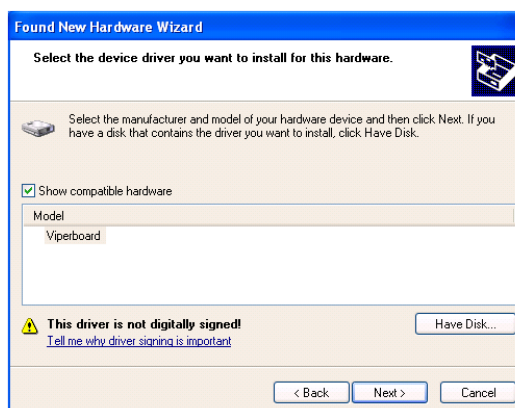 Found New Hardware Wizard
Select the device driver you want to install for this hardware.
Select the manufacturer and model of your hardware device and then click Next. If you
have a disk that contains the driver you want to install, click Have Disk.
Show compatible hardware
Model
Viperboard
This driver is not digitally signed!
Have Disk...
Tell me why driver signing is important
< Back
Next >
Cancel